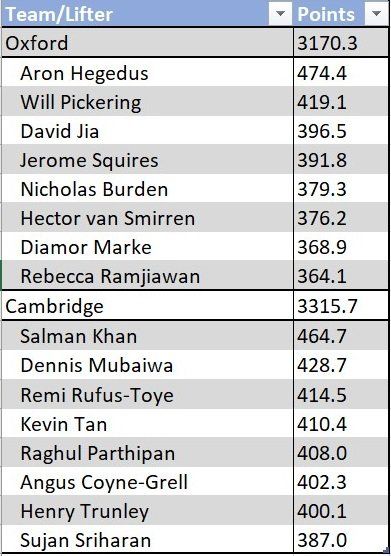 Team/Lifter Points
Oxford 3170.3
Aron Hegedus 474.4
Will Pickering 419.1
David Jia 396.5
Jerome Squires 391.8
Nicholas Burden 379.3
Hector van Smirren 376.2
Diamor Marke 368.9
Rebecca Ramjiawan 364.1
Cambridge 3315.7
Salman Khan 464.7
Dennis Mubaiwa 428.7
Remi Rufus-Toye 414.5
Kevin Tan 410.4
Raghul Parthipan 408.0
Angus Coyne-Grell 402.3
Henry Trunley 400.1
Sujan Sriharan 387.0